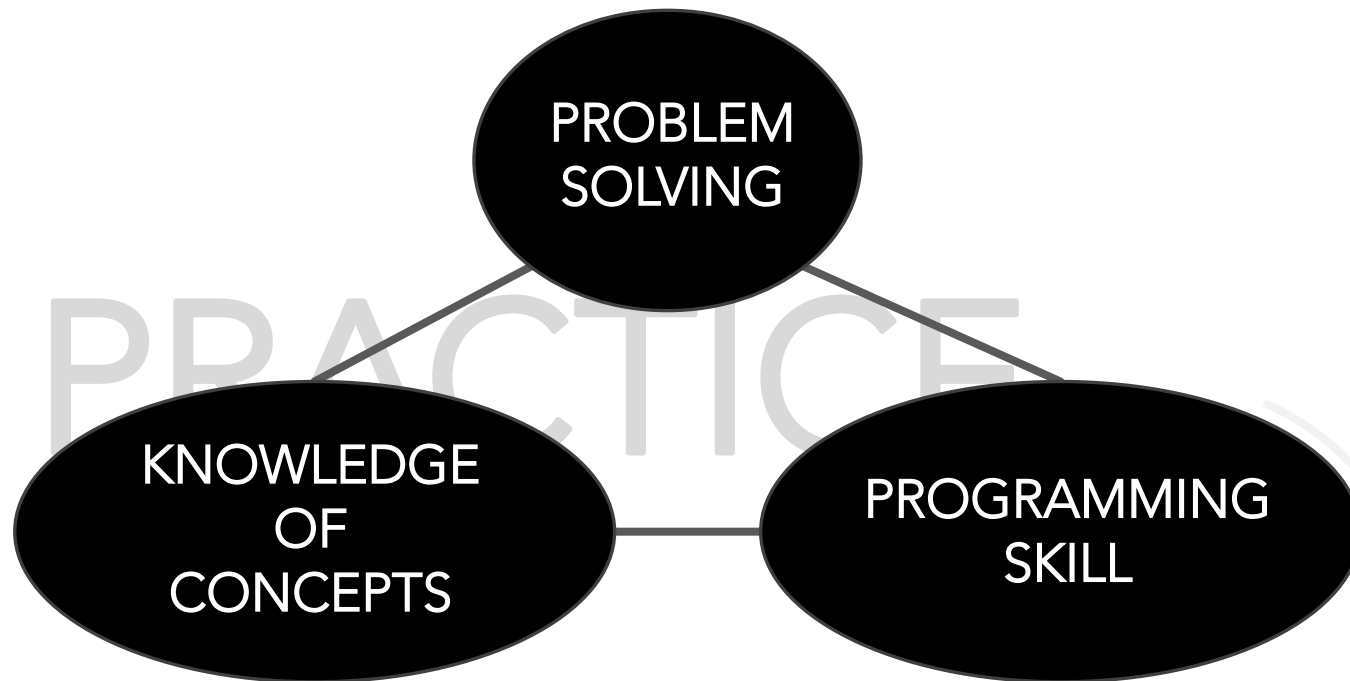 PROBLEM
SOLVING
PRACTICE
KNOWLEDGE
OF
CONCEPTS
PROGRAMMING
SKILL